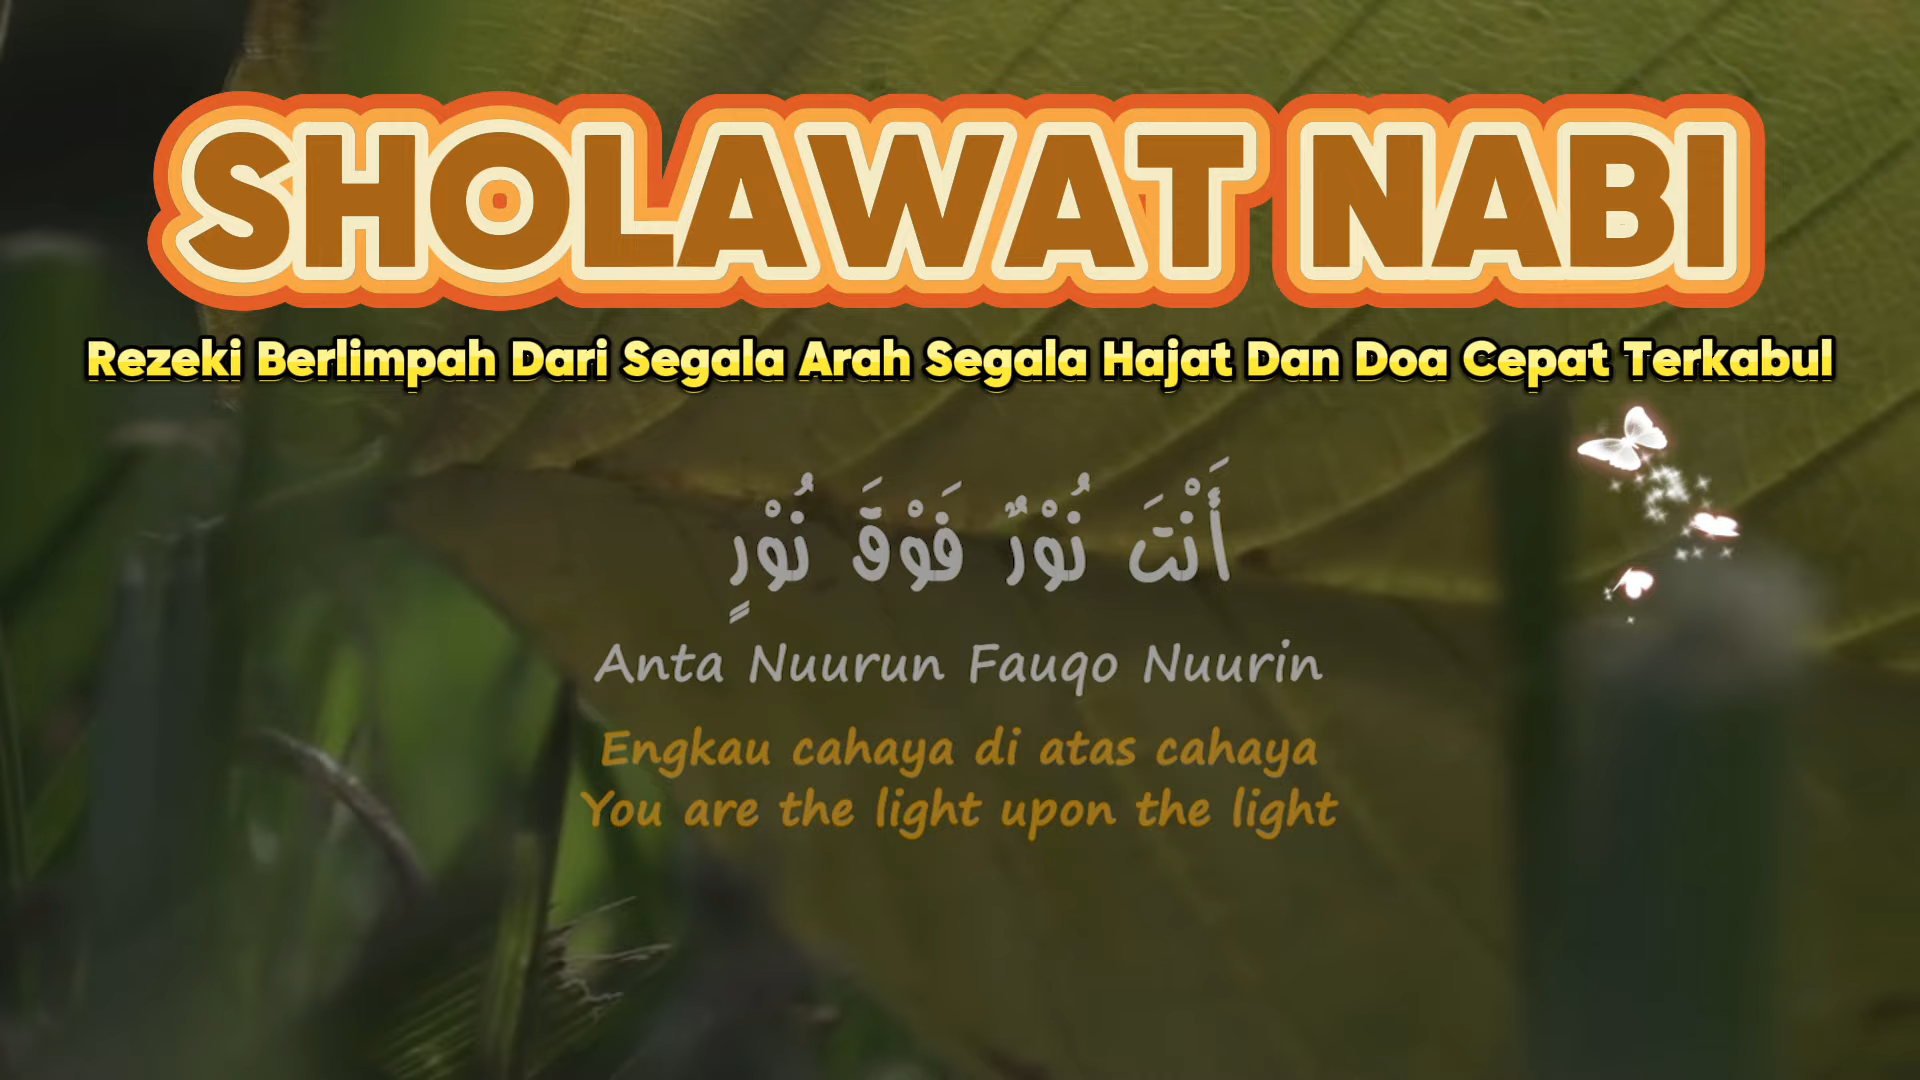 SHOLAWAT NABI
Rezeki Berlimpah Dari Segala Arah Segala Hajat Dan Doa Cepat Terkabul
أَنْتَ نُوْرٌ فَوْقَ نُوْرٍ
Anta Nuurun Fauqo Nuurin
Engkau cahaya di atas cahaya
You are the light upon the light